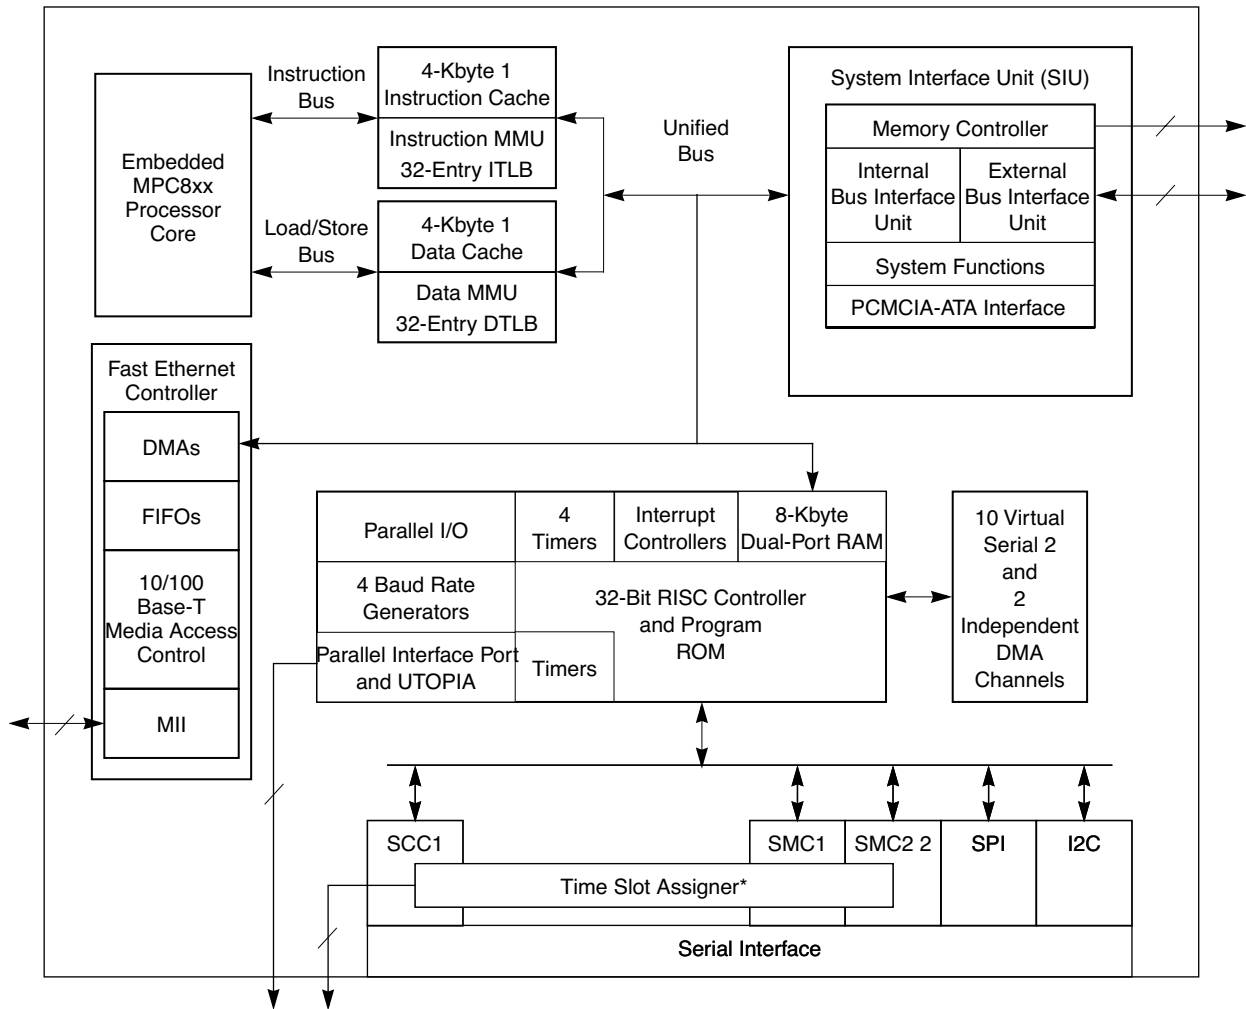 Embedded
MPC8xx
Processor
Core
Instruction
Bus
Load/Store
Bus
4-Kbyte 1
Instruction Cache
Instruction MMU
32-Entry ITLB
4-Kbyte 1
Data Cache
Data MMU
32-Entry DTLB
Unified
Bus
System Interface Unit (SIU)
Memory Controller
Internal
Bus Interface
Unit
External
Bus Interface
Unit
System Functions
PCMCIA-ATA Interface
Fast Ethernet
Controller
DMAs
FIFOs
10/100
Base-T
Media Access
Control
MII
Parallel I/O
4
Timers
Interrupt
Controllers
8-Kbyte
Dual-Port RAM
4 Baud Rate
Generators
32-Bit RISC Controller
and Program
ROM
Parallel Interface Port
and UTOPIA
Timers
10 Virtual
Serial 2
and
2
Independent
DMA
Channels
SCC1
SMC1
SMC2 2
SPI
I2C
Time Slot Assigner*
Serial Interface